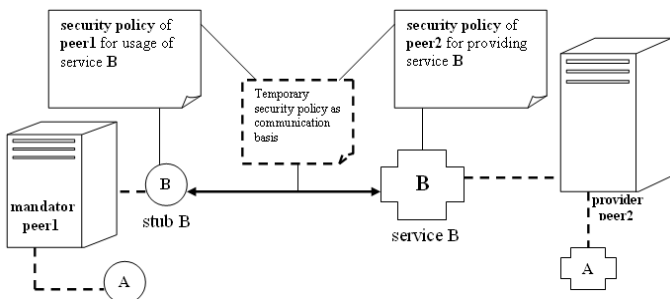 security policy of
peer1 for usage of
service B
security policy of
peer2 for providing
service B
Temporary
security policy as
communication
basis
mandator
peer1
B
stub B
B
service B
provider
peer2
A
A